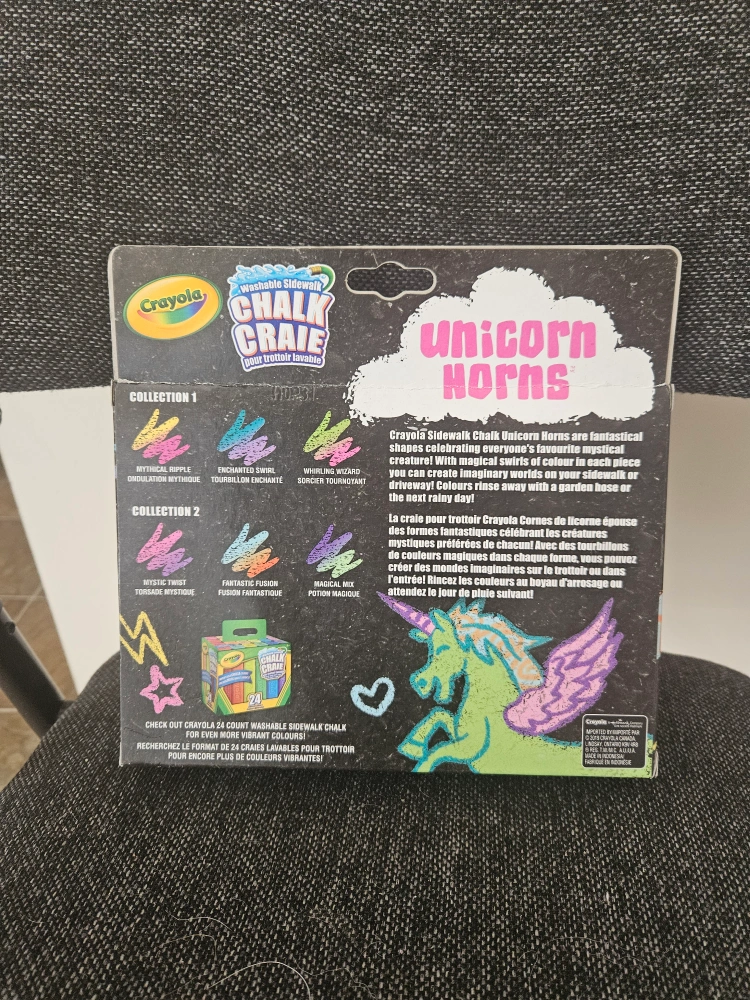 Crayola
Washable Sidewalk
CHALK
CRAIE
pour trottoir lavable
unicorn
HORNS
COLLECTION 1
MYTHICAL RIPPLE
ONDULATION MYTHIQUE
ENCHANTED SWIRL
TOURBILLON ENCHANTÉ
WHIRLING WIZARD
SORCIER TOURNOYANT
COLLECTION 2
MYSTIC TWIST
TORSADE MYSTIQUE
FANTASTIC FUSION
FUSION FANTASTIQUE
MAGICAL MIX
POTION MAGIQUE
Crayola Sidewalk Chalk Unicorn Horns are fantastical
shapes celebrating everyone's favourite mystical
creature! With magical swirls of colour in each piece
you can create imaginary worlds on your sidewalk or
driveway! Colours rinse away with a garden hose or
the next rainy day!
La craie pour trottoir Crayola Cornes de licorne épouse
des formes fantastiques célébrant les créatures
mystiques préférées de chacun! Avec des tourbillons
de couleurs magiques dans chaque forme, vous pouvez
créer des mondes imaginaires sur le trottoir ou dans
l'entrée! Rincez les couleurs au boyau d'arrosage ou
attendez le jour de pluie suivant!
Crayola
CHALK
CRAIE
24
CHECK OUT CRAYOLA 24 COUNT WASHABLE SIDEWALK CHALK
FOR EVEN MORE VIBRANT COLOURS!
RECHERCHEZ LE FORMAT DE 24 CRAIES LAVABLES POUR TROTTOIR
POUR ENCORE PLUS DE COULEURS VIBRANTES!
Crayola
IMPORTED BY/IMPORTÉ PAR
© 2019 CRAYOLA CANADA,
LINDSAY, ONTARIO K9V 4R8
MADE IN INDONESIA/
FABRIQUÉ EN INDONÉSIE